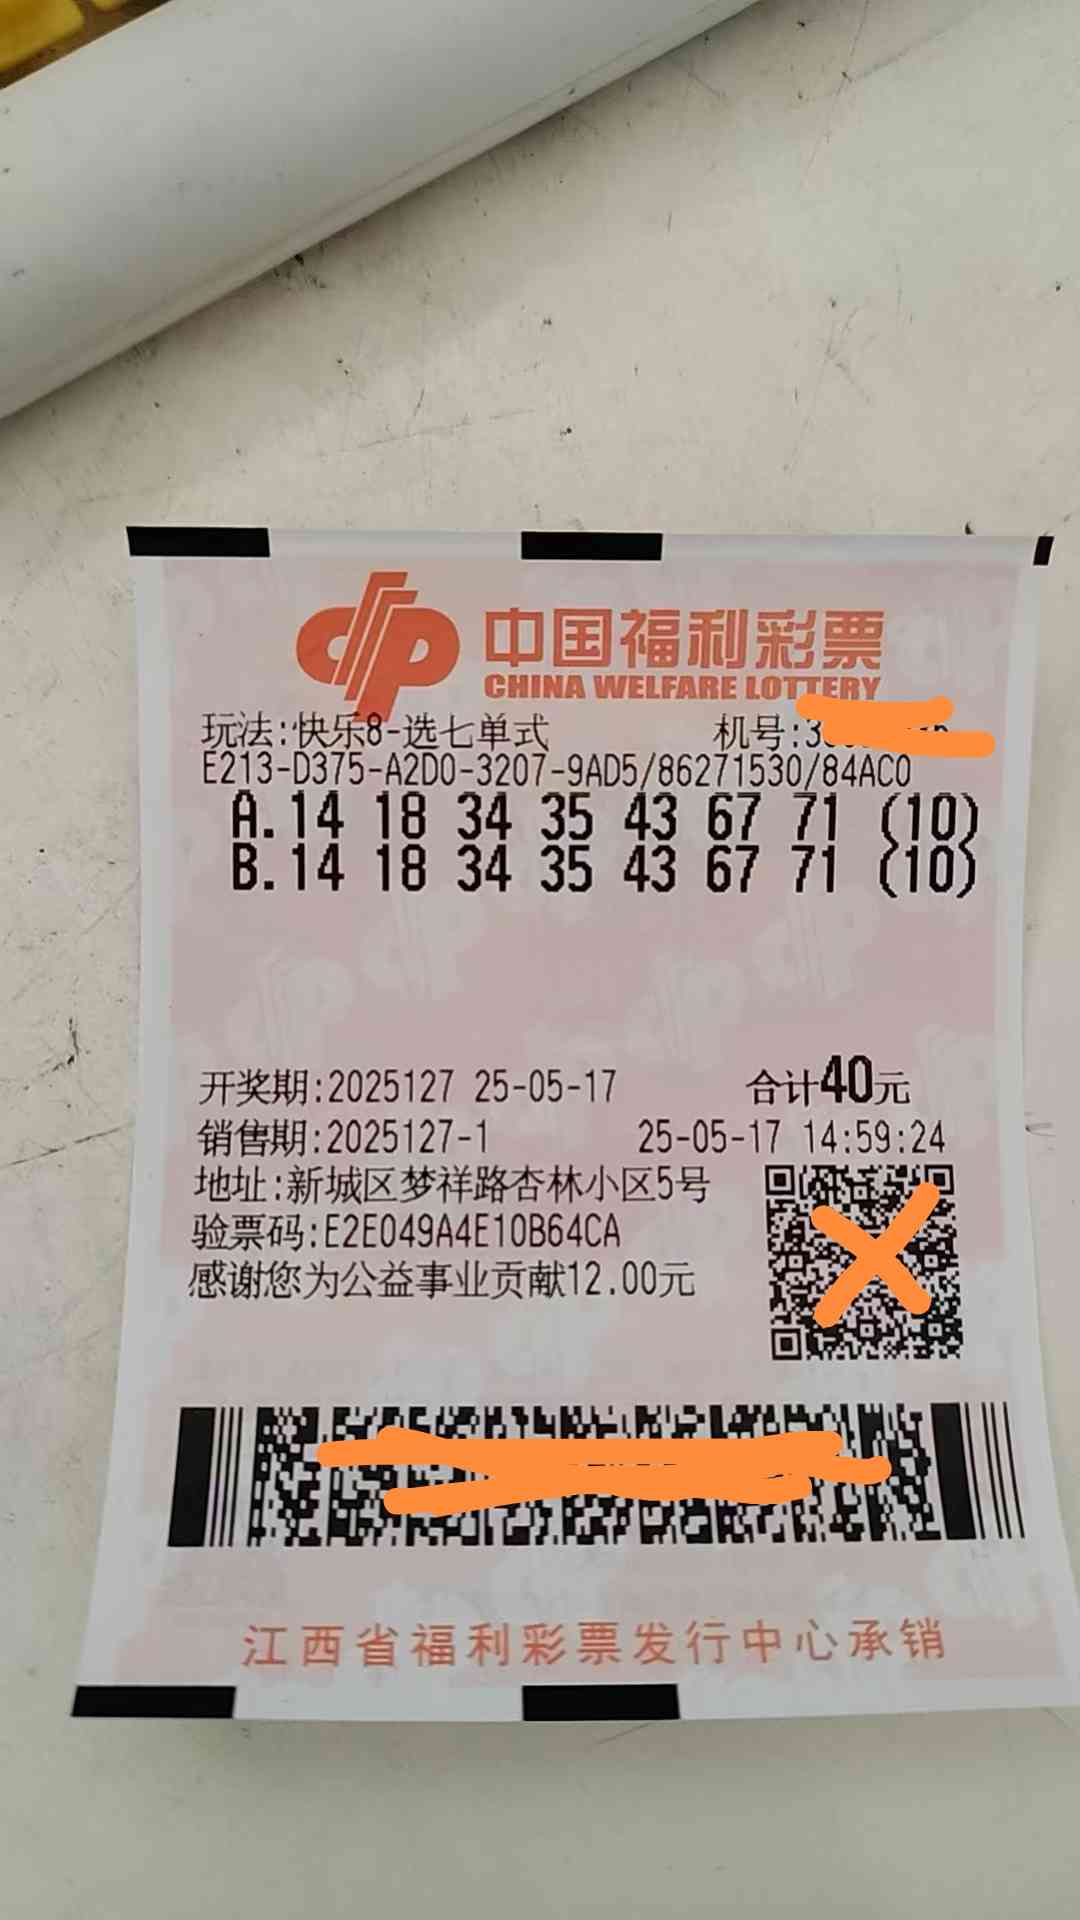 中国福利彩票
CHINA WELFARE LOTTERY
玩法:快乐8-选七单式 机号:
E213-D375-A2D0-3207-9AD5/86271530/84AC0
A.14 18 34 35 43 67 71 (10)
B.14 18 34 35 43 67 71 (10)
开奖期:2025127 25-05-17 合计40元
销售期:2025127-1 25-05-17 14:59:24
地址:新城区梦祥路杏林小区5号
验票码:E2E049A4E10B64CA
感谢您为公益事业贡献12.00元
江西省福利彩票发行中心承销